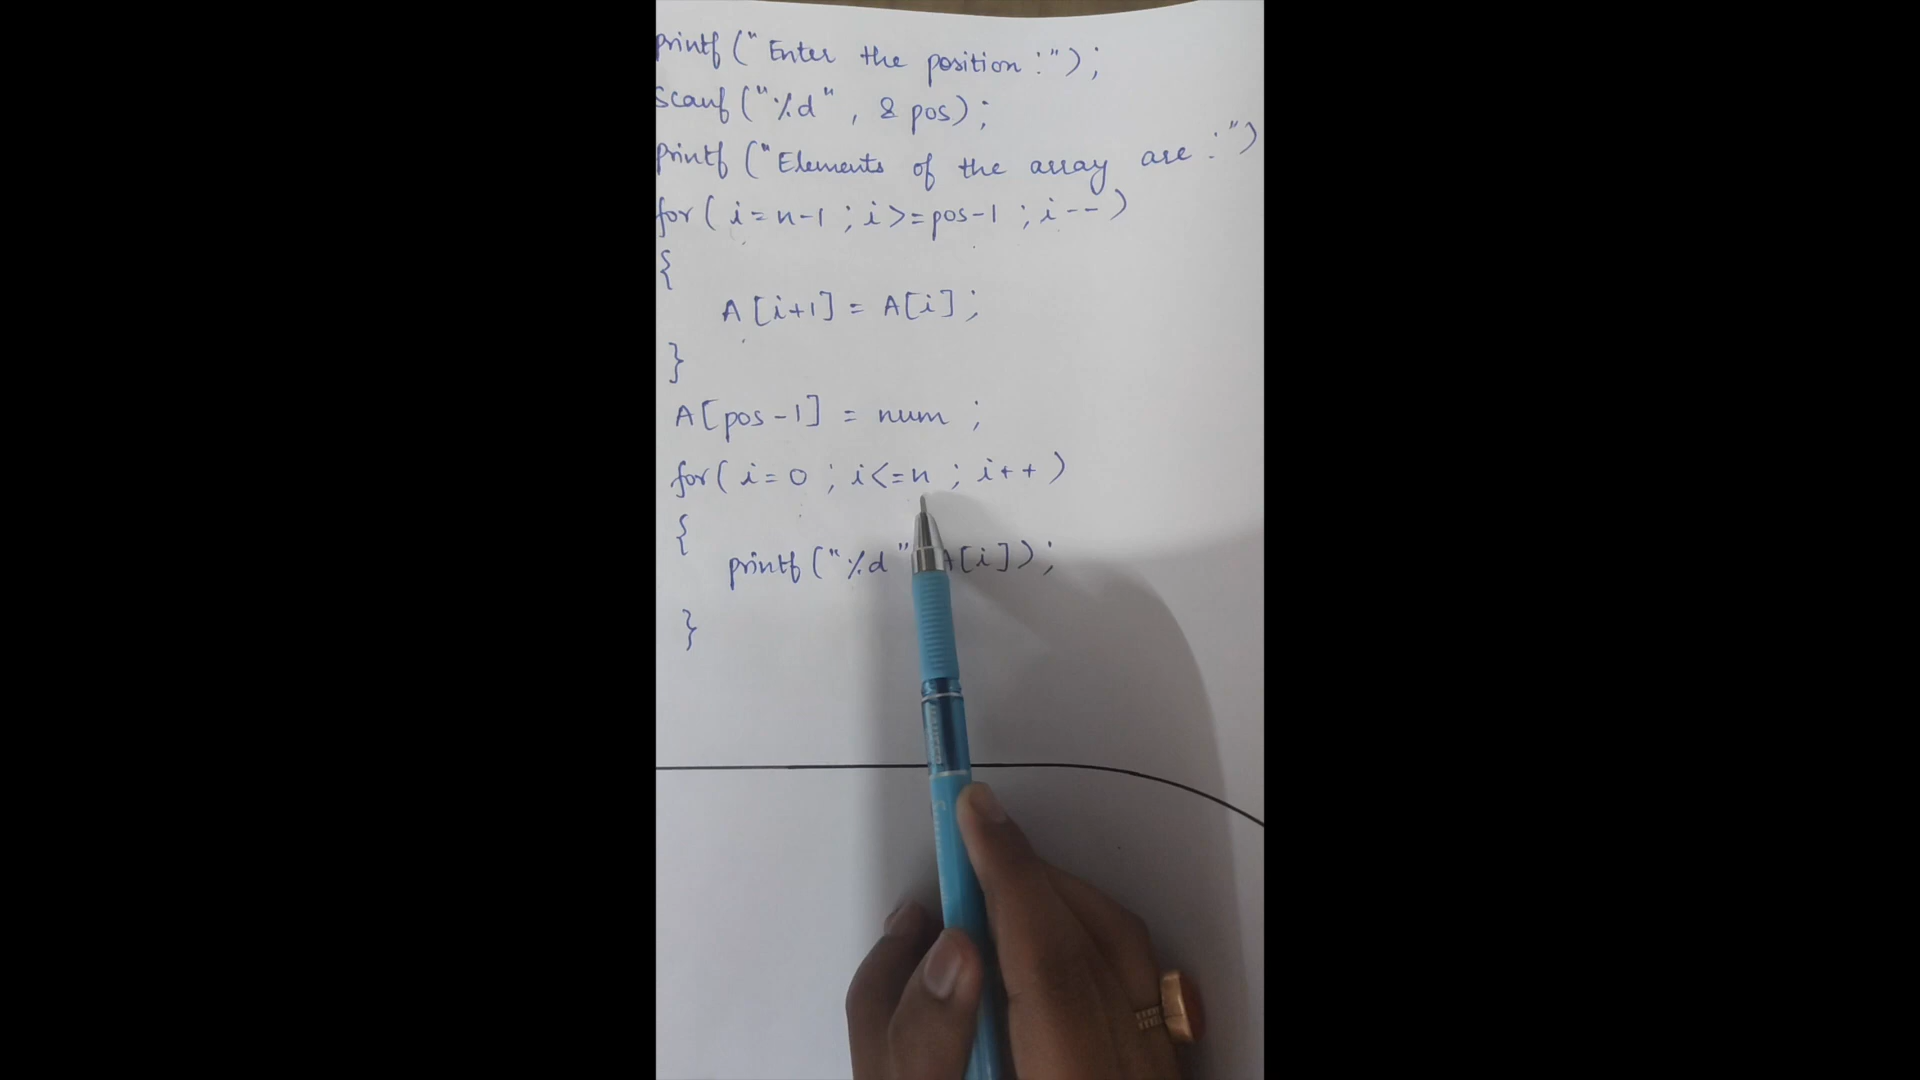 printf ("Enter the position :");
scanf ("%d", & pos);
printf ("Elements of the array are :")
for ( i = n-1 ; i >= pos-1 ; i -- )
{
A [i+1] = A[i] ;
}
A [pos -1] = num ;
for ( i = 0 ; i <= n ; i + + )
{
printf ("%d" A[i]) ;
}